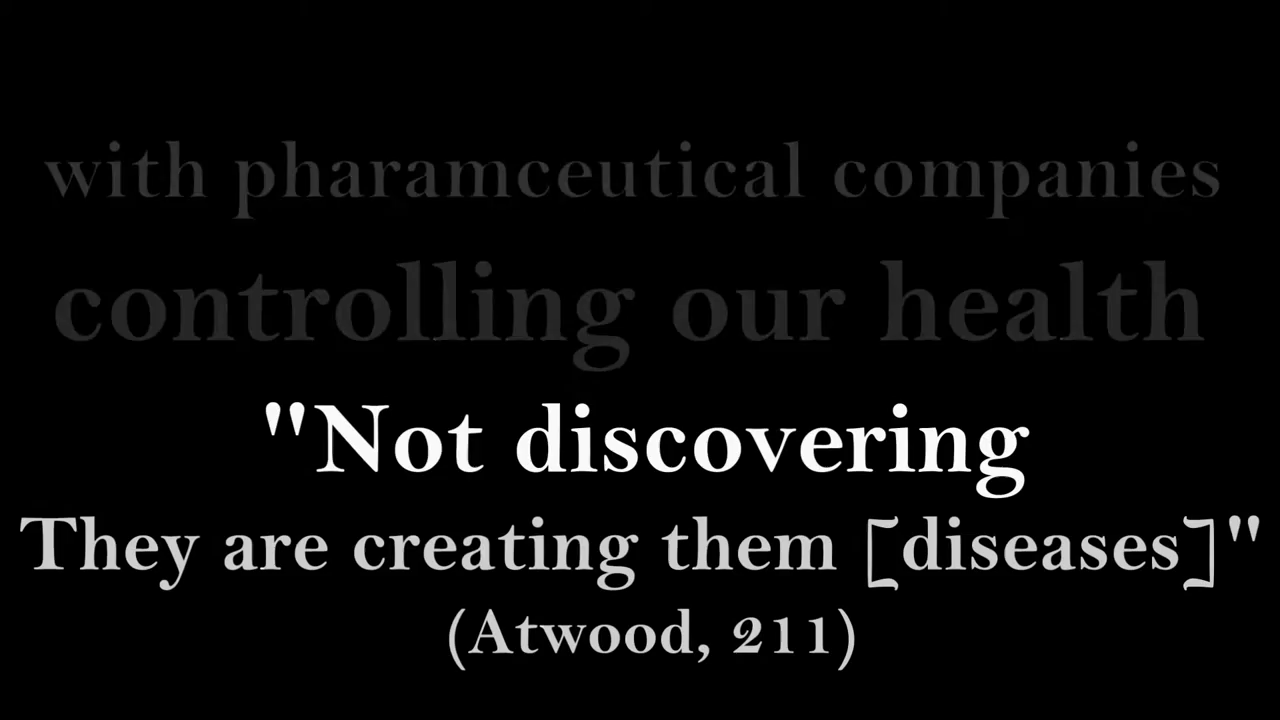 with pharamceutical companies
controlling our health
"Not discovering
They are creating them [diseases]"
(Atwood, 211)